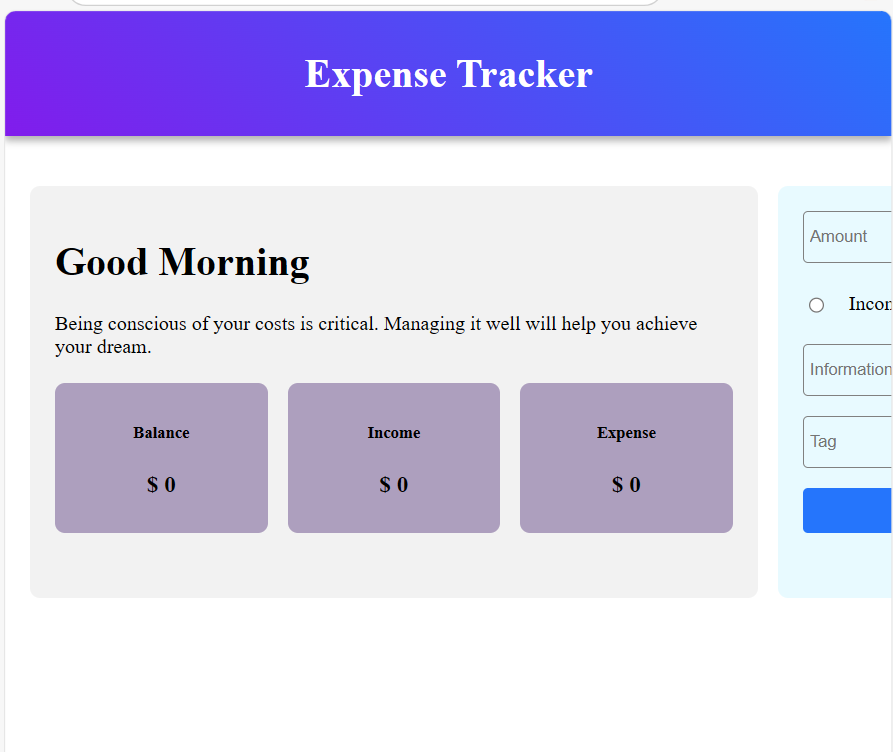 Expense Tracker
Good Morning
Being conscious of your costs is critical. Managing it well will help you achieve
your dream.
Balance
$ 0
Income
$ 0
Expense
$ 0
Amount
Incor
Information
Tag